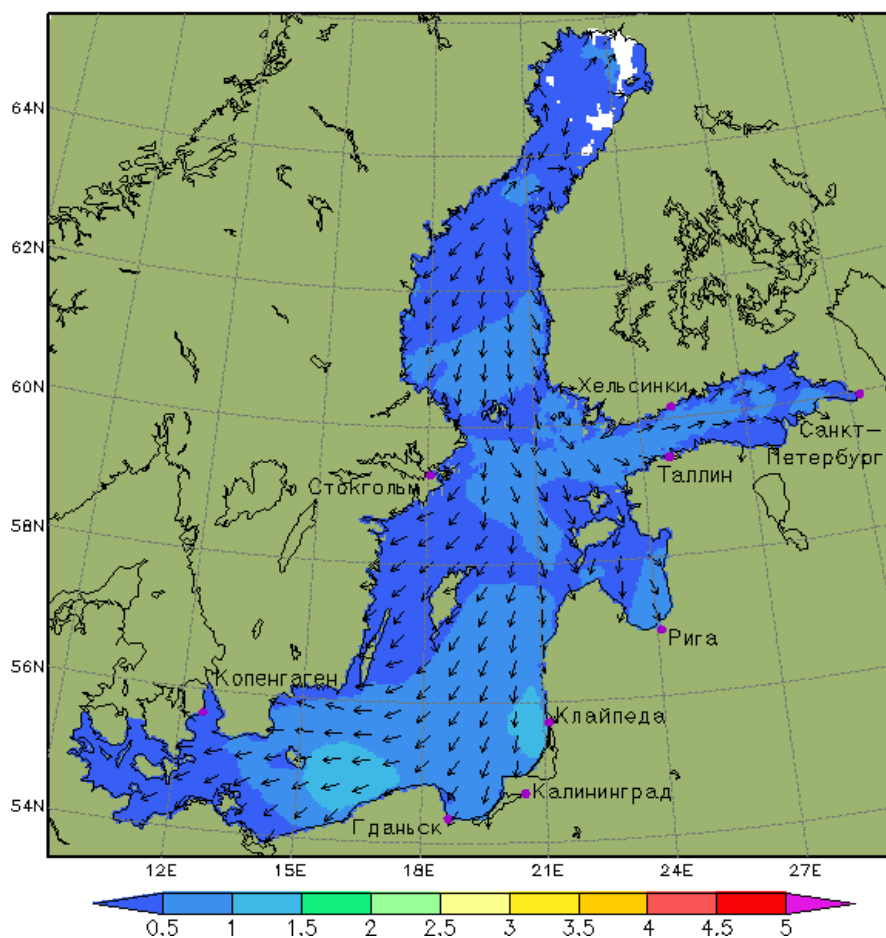 64N
62N
60N
Хельсинки
Санкт-
Петербург
Таллин
Стокгольм
58N
Рига
56N
Копенгаген
Клайпеда
Калининград
54N
Гданьск
12E 15E 18E 21E 24E 27E
0,5 1 1,5 2 2,5 3 3,5 4 4,5 5